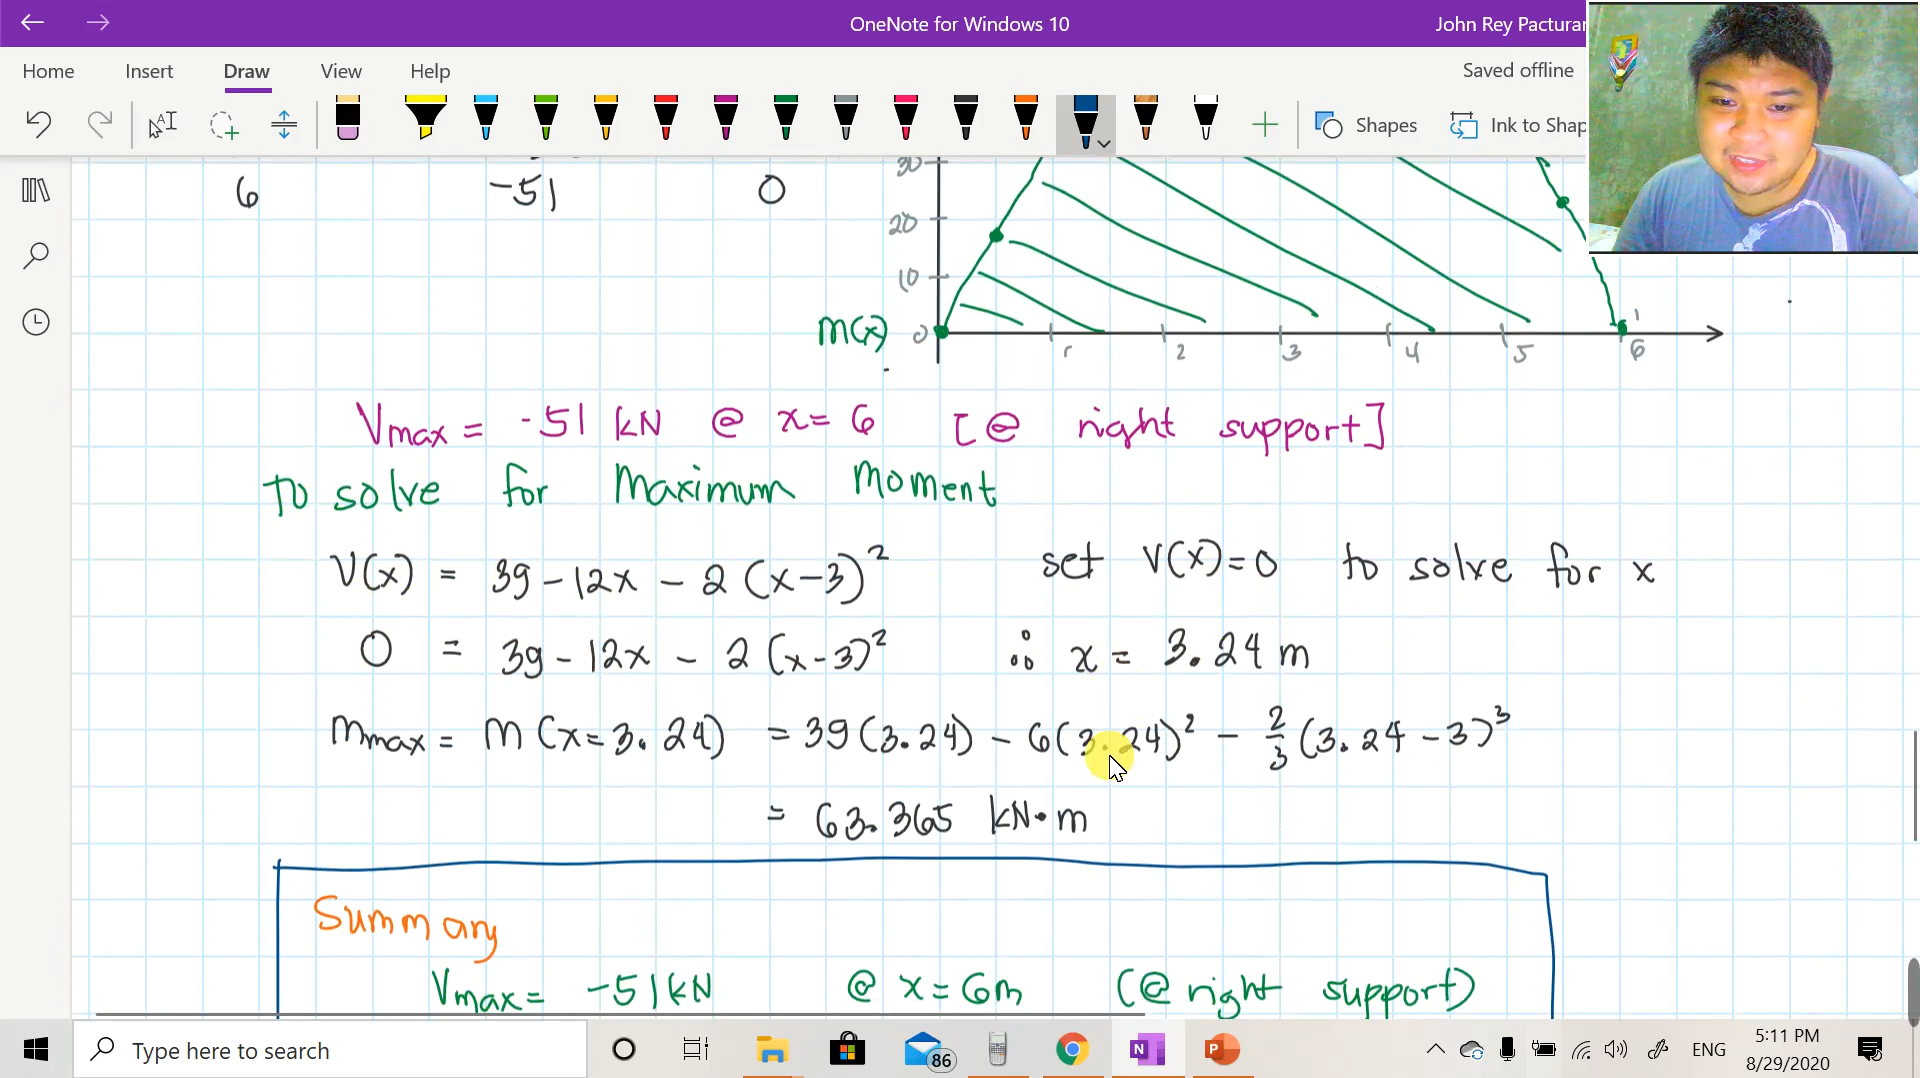 OneNote for Windows 10
John Rey Pacturan
Home Insert Draw View Help
Saved offline
Shapes
Ink to Shap
6 -51 0
30
20
10
m(x) 0
1 2 3 4 5 6
Vmax = -51 kN @ x= 6 [@ right support]
To solve for Maximum Moment
V(x) = 39 - 12x - 2 (x-3)² set V(x)=0 to solve for x
0 = 39 - 12x - 2 (x-3)² ∴ x = 3.24 m
Mmax = M (x=3.24) = 39(3.24) - 6(3.24)² - 2/3 (3.24 - 3)³
= 63.365 kN·m
Summary
Vmax = -51kN @ x=6m (@ right support)
Type here to search
86
N
P
ENG
5:11 PM
8/29/2020